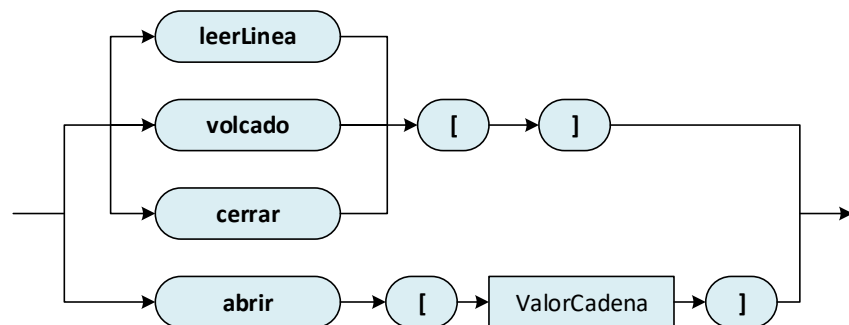 leerLinea
volcado [ ]
cerrar
abrir [ ValorCadena ]